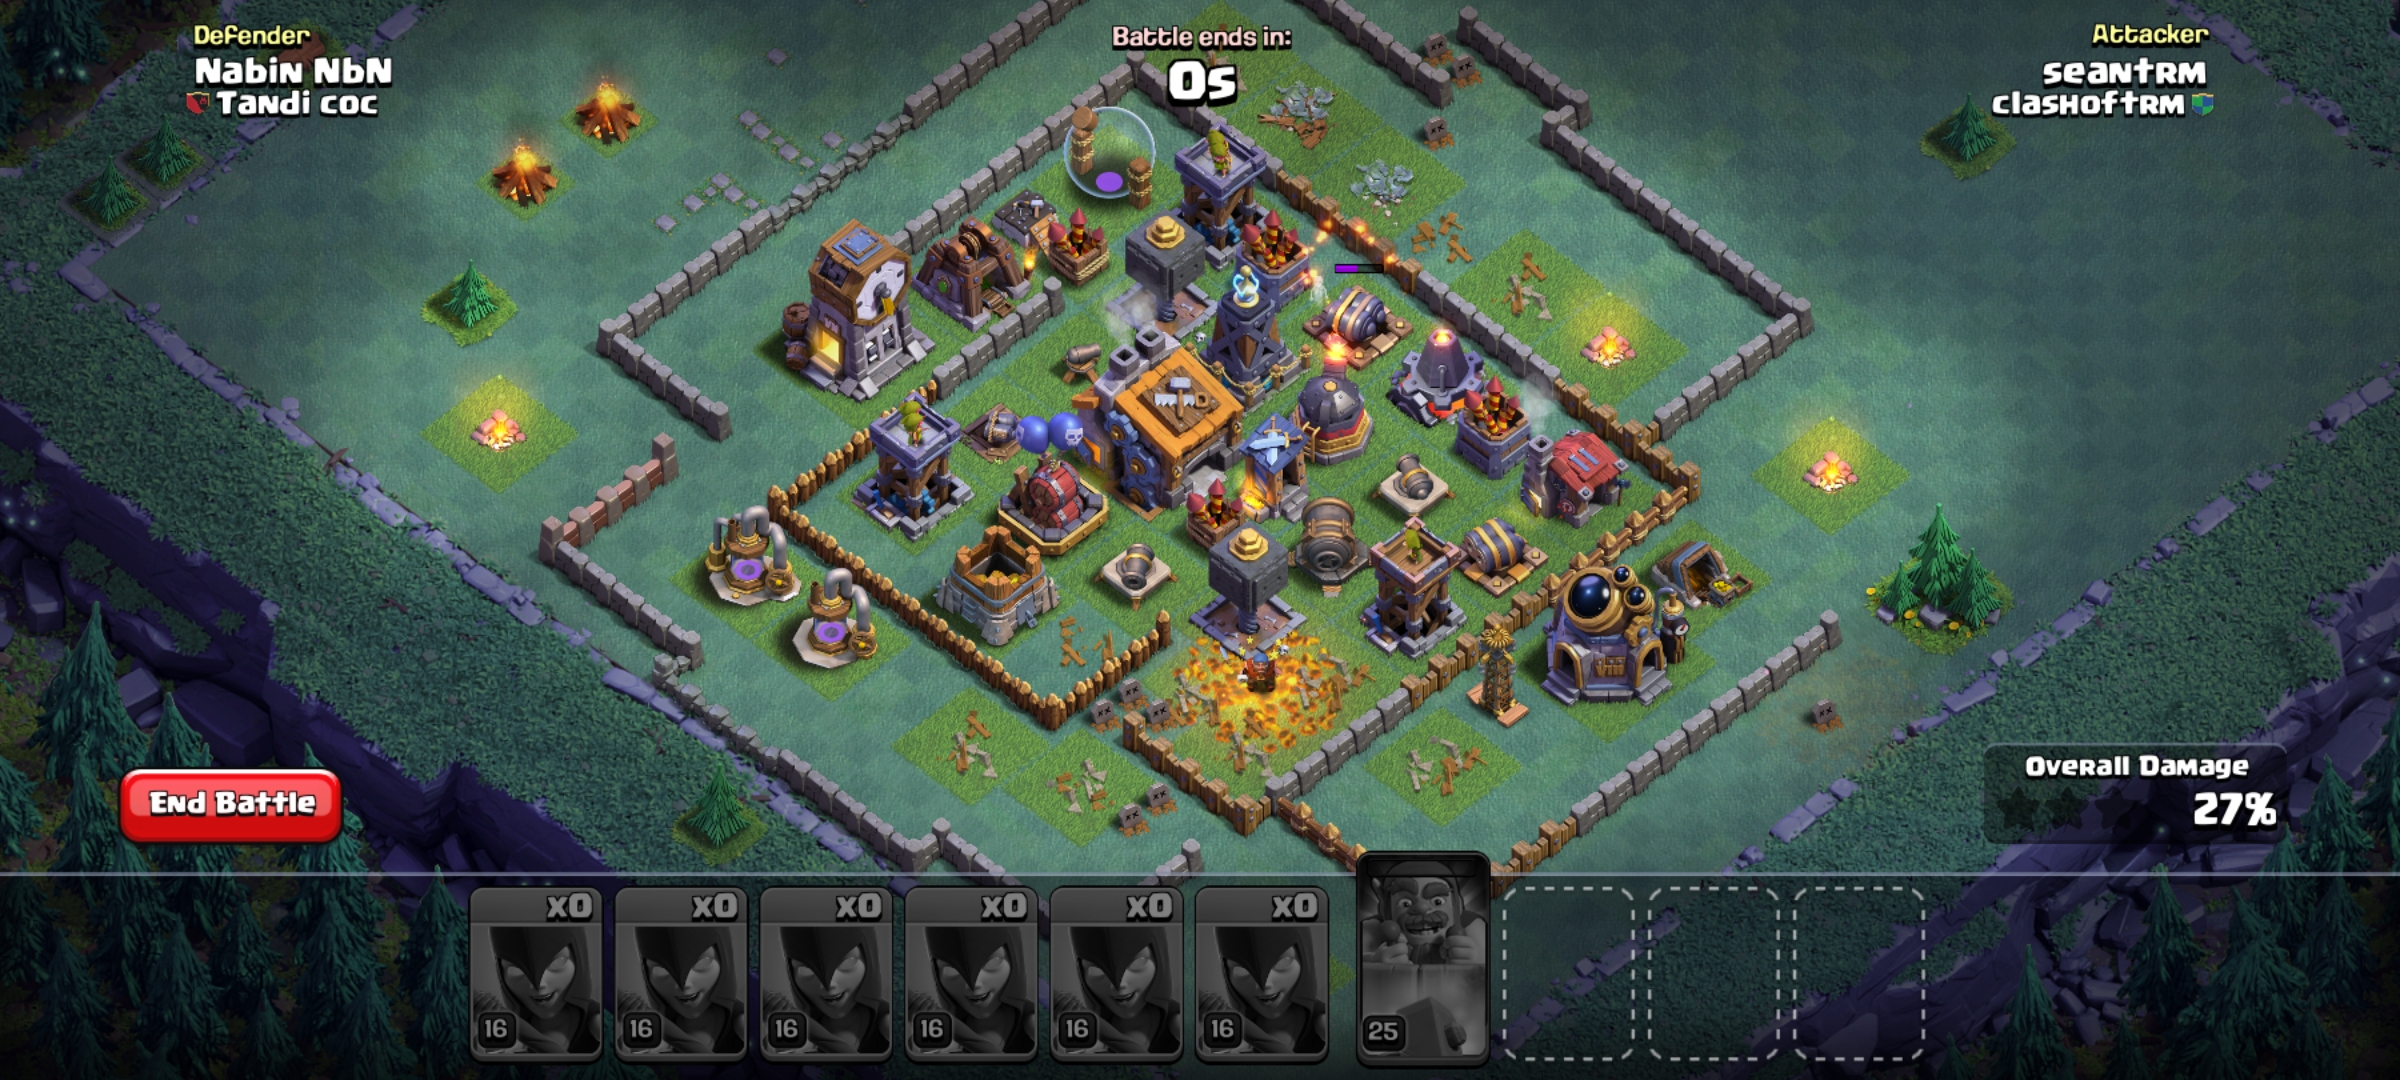 Defender
Nabin NbN
Tandi coc
Battle ends in:
0s
Attacker
seantRM
clashoftRM
End Battle
Overall Damage
27%
x0
x0
x0
x0
x0
x0
16
16
16
16
16
16
25